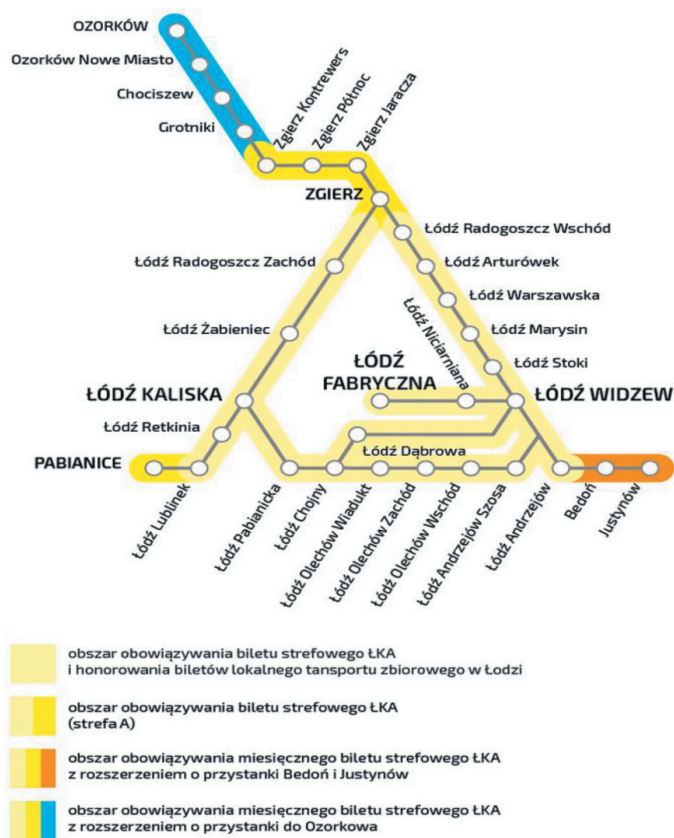 OZORKÓW
Ozorków Nowe Miasto
Chociszew
Grotniki
Zgierz Kontrewers
Zgierz Północ
Zgierz Jaracza
ZGIERZ
Łódź Radogoszcz Wschód
Łódź Radogoszcz Zachód
Łódź Arturówek
Łódź Warszawska
Łódź Żabieniec
Łódź Marysin
Łódź Niciarniana
ŁÓDŹ
FABRYCZNA
Łódź Stoki
ŁÓDŹ KALISKA
ŁÓDŹ WIDZEW
Łódź Retkinia
Łódź Dąbrowa
PABIANICE
Łódź Lublinek
Łódź Pabianicka
Łódź Chojny
Łódź Olechów Wiadukt
Łódź Olechów Zachód
Łódź Olechów Wschód
Łódź Andrzejów Szosa
Łódź Andrzejów
Bedoń
Justynów
obszar obowiązywania biletu strefowego ŁKA
i honorowania biletów lokalnego tansportu zbiorowego w Łodzi
obszar obowiązywania biletu strefowego ŁKA
(strefa A)
obszar obowiązywania miesięcznego biletu strefowego ŁKA
z rozszerzeniem o przystanki Bedoń i Justynów
obszar obowiązywania miesięcznego biletu strefowego ŁKA
z rozszerzeniem o przystanki do Ozorkowa